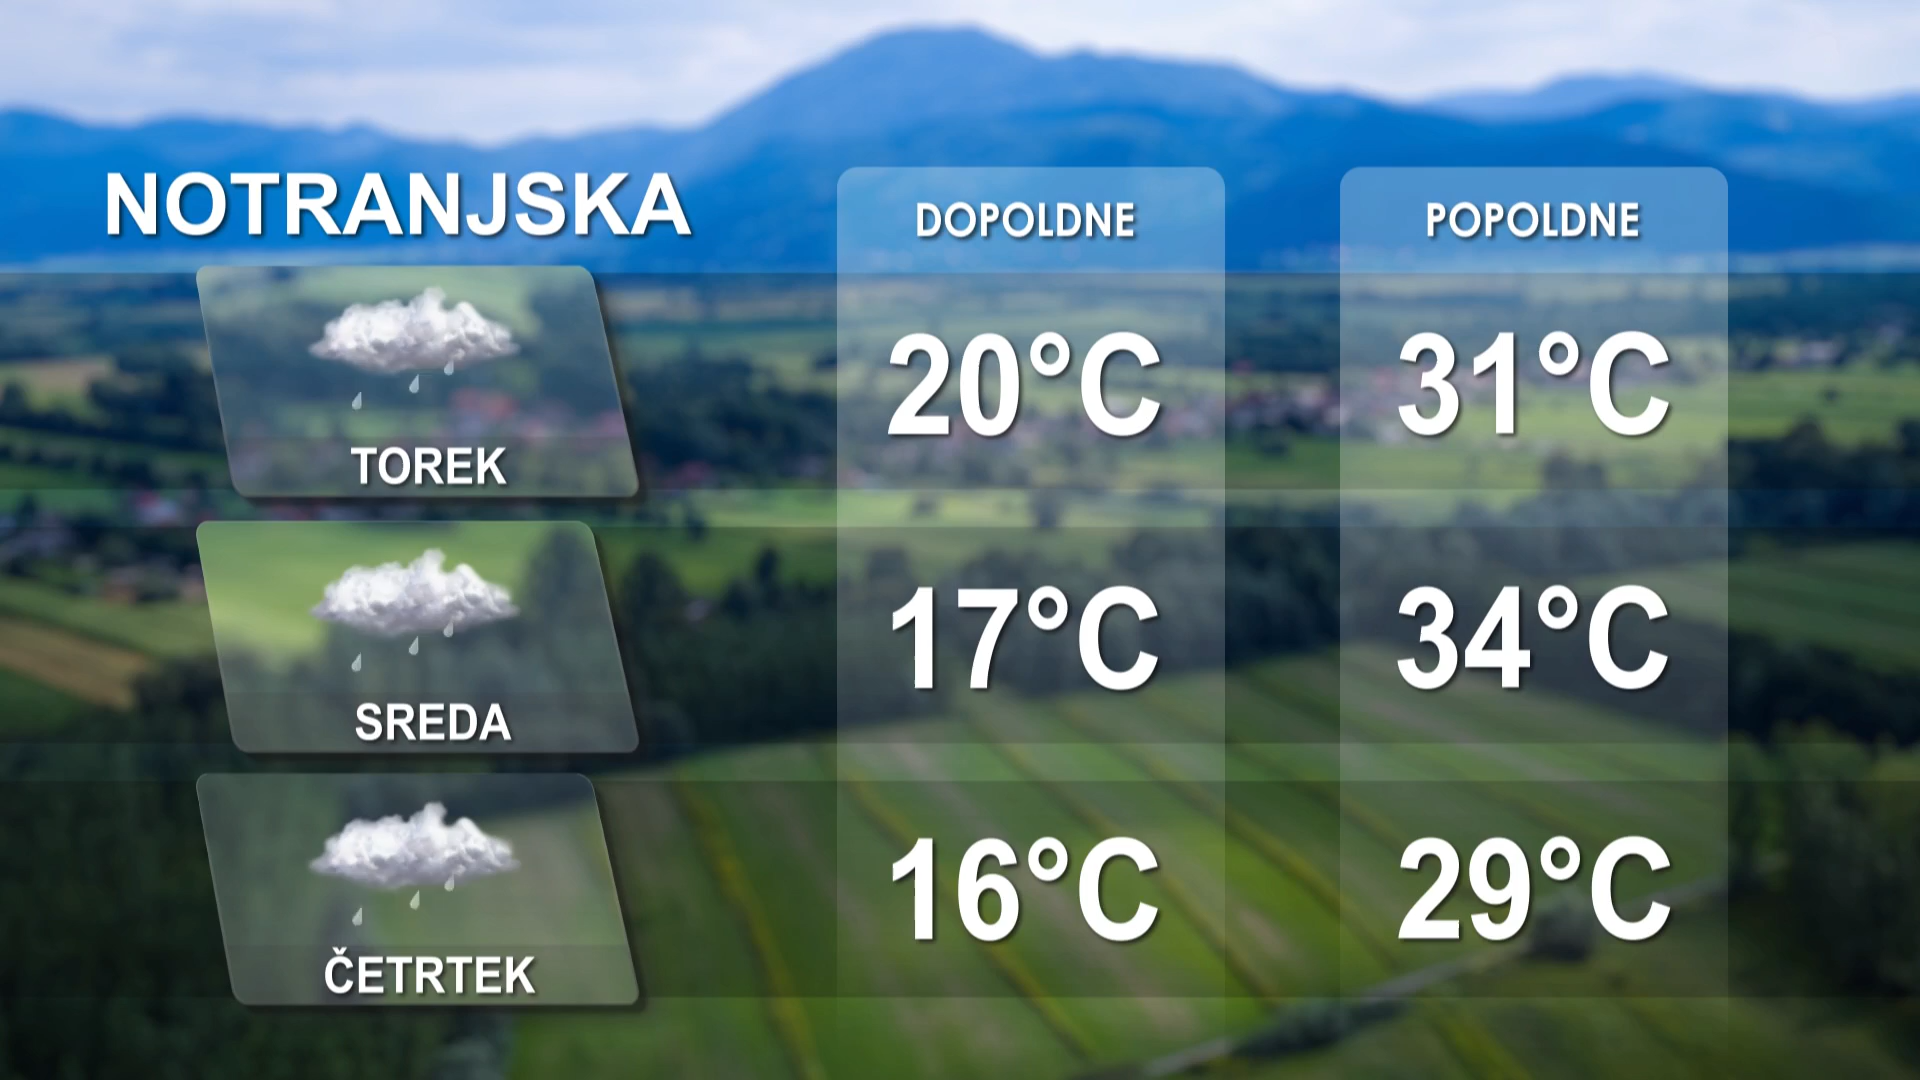 NOTRANJSKA
DOPOLDNE POPOLDNE
TOREK 20°C 31°C
SREDA 17°C 34°C
ČETRTEK 16°C 29°C